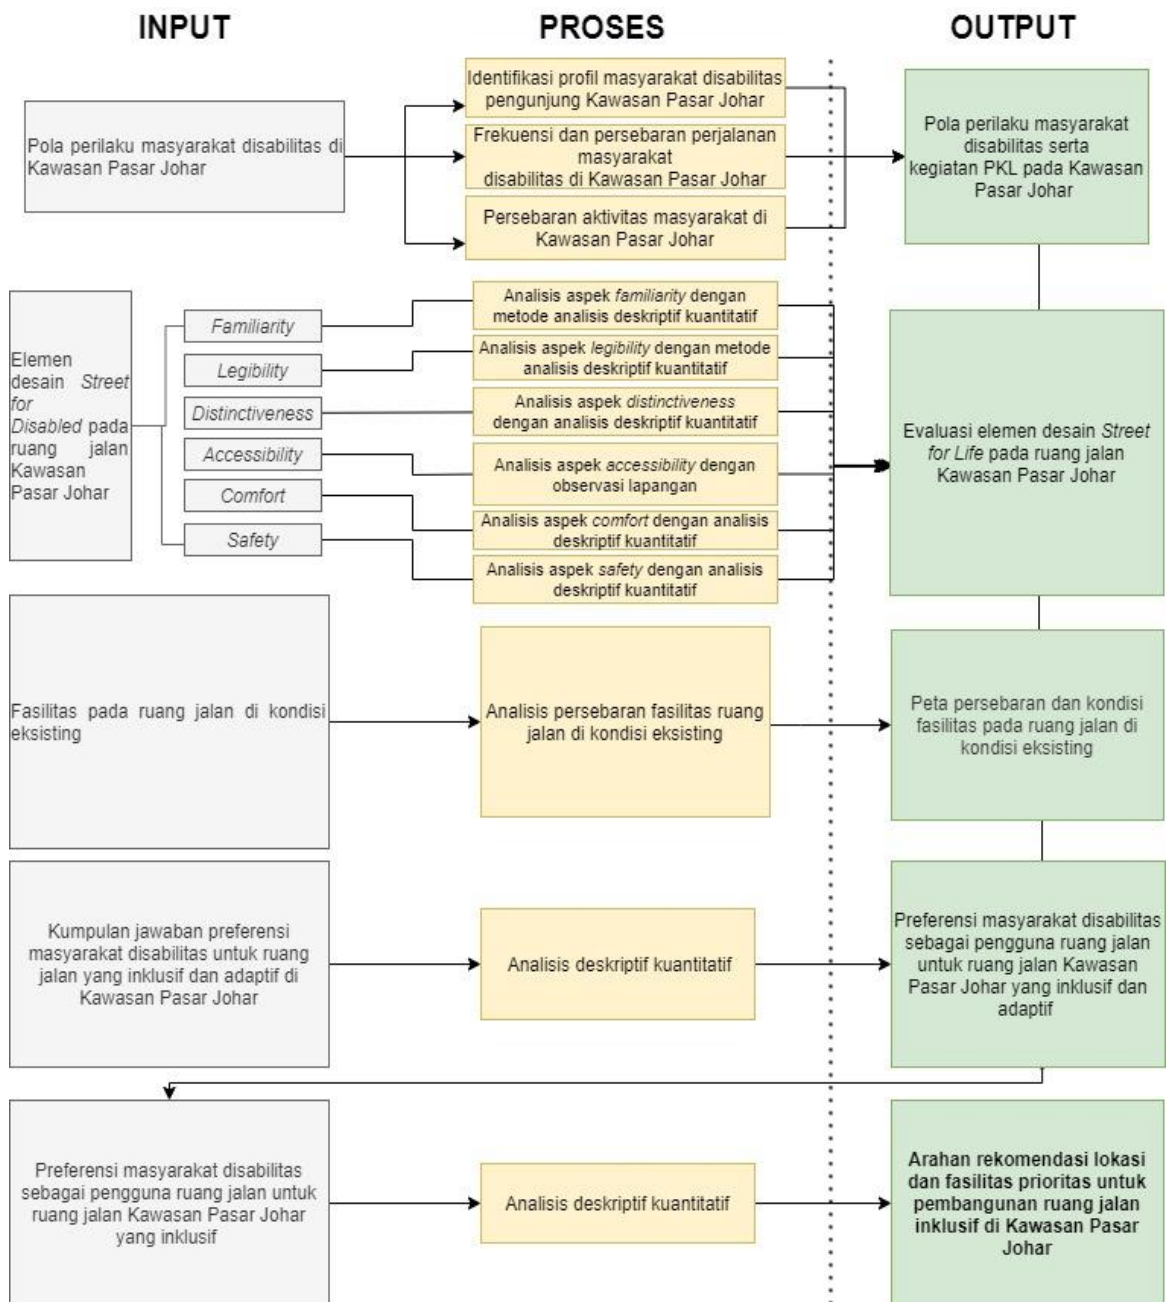 INPUT
PROSES
OUTPUT
Pola perilaku masyarakat disabilitas di
Kawasan Pasar Johar
Identifikasi profil masyarakat disabilitas
pengunjung Kawasan Pasar Johar
Frekuensi dan persebaran perjalanan
masyarakat
disabilitas di Kawasan Pasar Johar
Persebaran aktivitas masyarakat di
Kawasan Pasar Johar
Pola perilaku masyarakat
disabilitas serta
kegiatan PKL pada Kawasan
Pasar Johar
Elemen
desain Street
for
Disabled pada
ruang jalan
Kawasan
Pasar Johar
Familiarity
Legibility
Distinctiveness
Accessibility
Comfort
Safety
Analisis aspek familiarity dengan
metode analisis deskriptif kuantitatif
Analisis aspek legibility dengan metode
analisis deskriptif kuantitatif
Analisis aspek distinctiveness
dengan analisis deskriptif kuantitatif
Analisis aspek accessibility dengan
observasi lapangan
Analisis aspek comfort dengan analisis
deskriptif kuantitatif
Analisis aspek safety dengan analisis
deskriptif kuantitatif
Evaluasi elemen desain Street
for Life pada ruang jalan
Kawasan Pasar Johar
Fasilitas pada ruang jalan di kondisi
eksisting
Analisis persebaran fasilitas ruang
jalan di kondisi eksisting
Peta persebaran dan kondisi
fasilitas pada ruang jalan di
kondisi eksisting
Kumpulan jawaban preferensi
masyarakat disabilitas untuk ruang
jalan yang inklusif dan adaptif di
Kawasan Pasar Johar
Analisis deskriptif kuantitatif
Preferensi masyarakat disabilitas
sebagai pengguna ruang jalan
untuk ruang jalan Kawasan
Pasar Johar yang inklusif dan
adaptif
Preferensi masyarakat disabilitas
sebagai pengguna ruang jalan untuk
ruang jalan Kawasan Pasar Johar
yang inklusif
Analisis deskriptif kuantitatif
Arahan rekomendasi lokasi
dan fasilitas prioritas untuk
pembangunan ruang jalan
inklusif di Kawasan Pasar
Johar